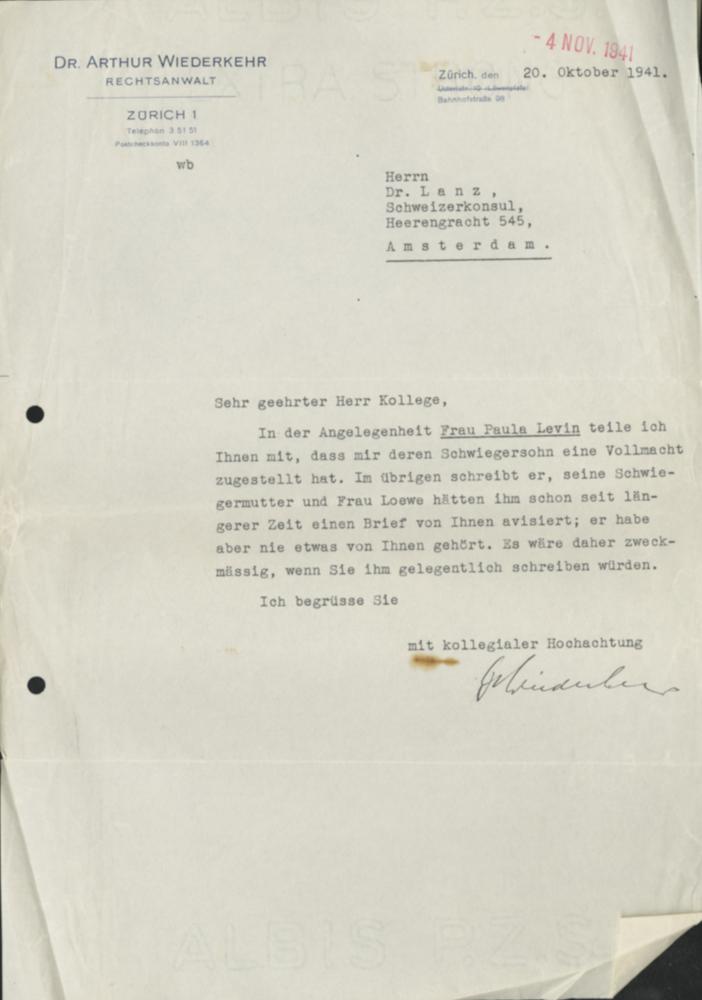 - 4 NOV. 1941
DR. ARTHUR WIEDERKEHR
RECHTSANWALT
ZÜRICH 1
Telephon 3 51 51
Postcheckkonto VIII 1364
wb
Zürich, den 20. Oktober 1941.
Bahnhofstraße 98
Herrn
Dr. L a n z ,
Schweizerkonsul,
Heerengracht 545,
A m s t e r d a m .
Sehr geehrter Herr Kollege,
In der Angelegenheit Frau Paula Levin teile ich
Ihnen mit, dass mir deren Schwiegersohn eine Vollmacht
zugestellt hat. Im übrigen schreibt er, seine Schwie-
germutter und Frau Loewe hätten ihm schon seit län-
gerer Zeit einen Brief von Ihnen avisiert; er habe
aber nie etwas von Ihnen gehört. Es wäre daher zweck-
mässig, wenn Sie ihm gelegentlich schreiben würden.
Ich begrüsse Sie
mit kollegialer Hochachtung
ALBIS P.Z.S.